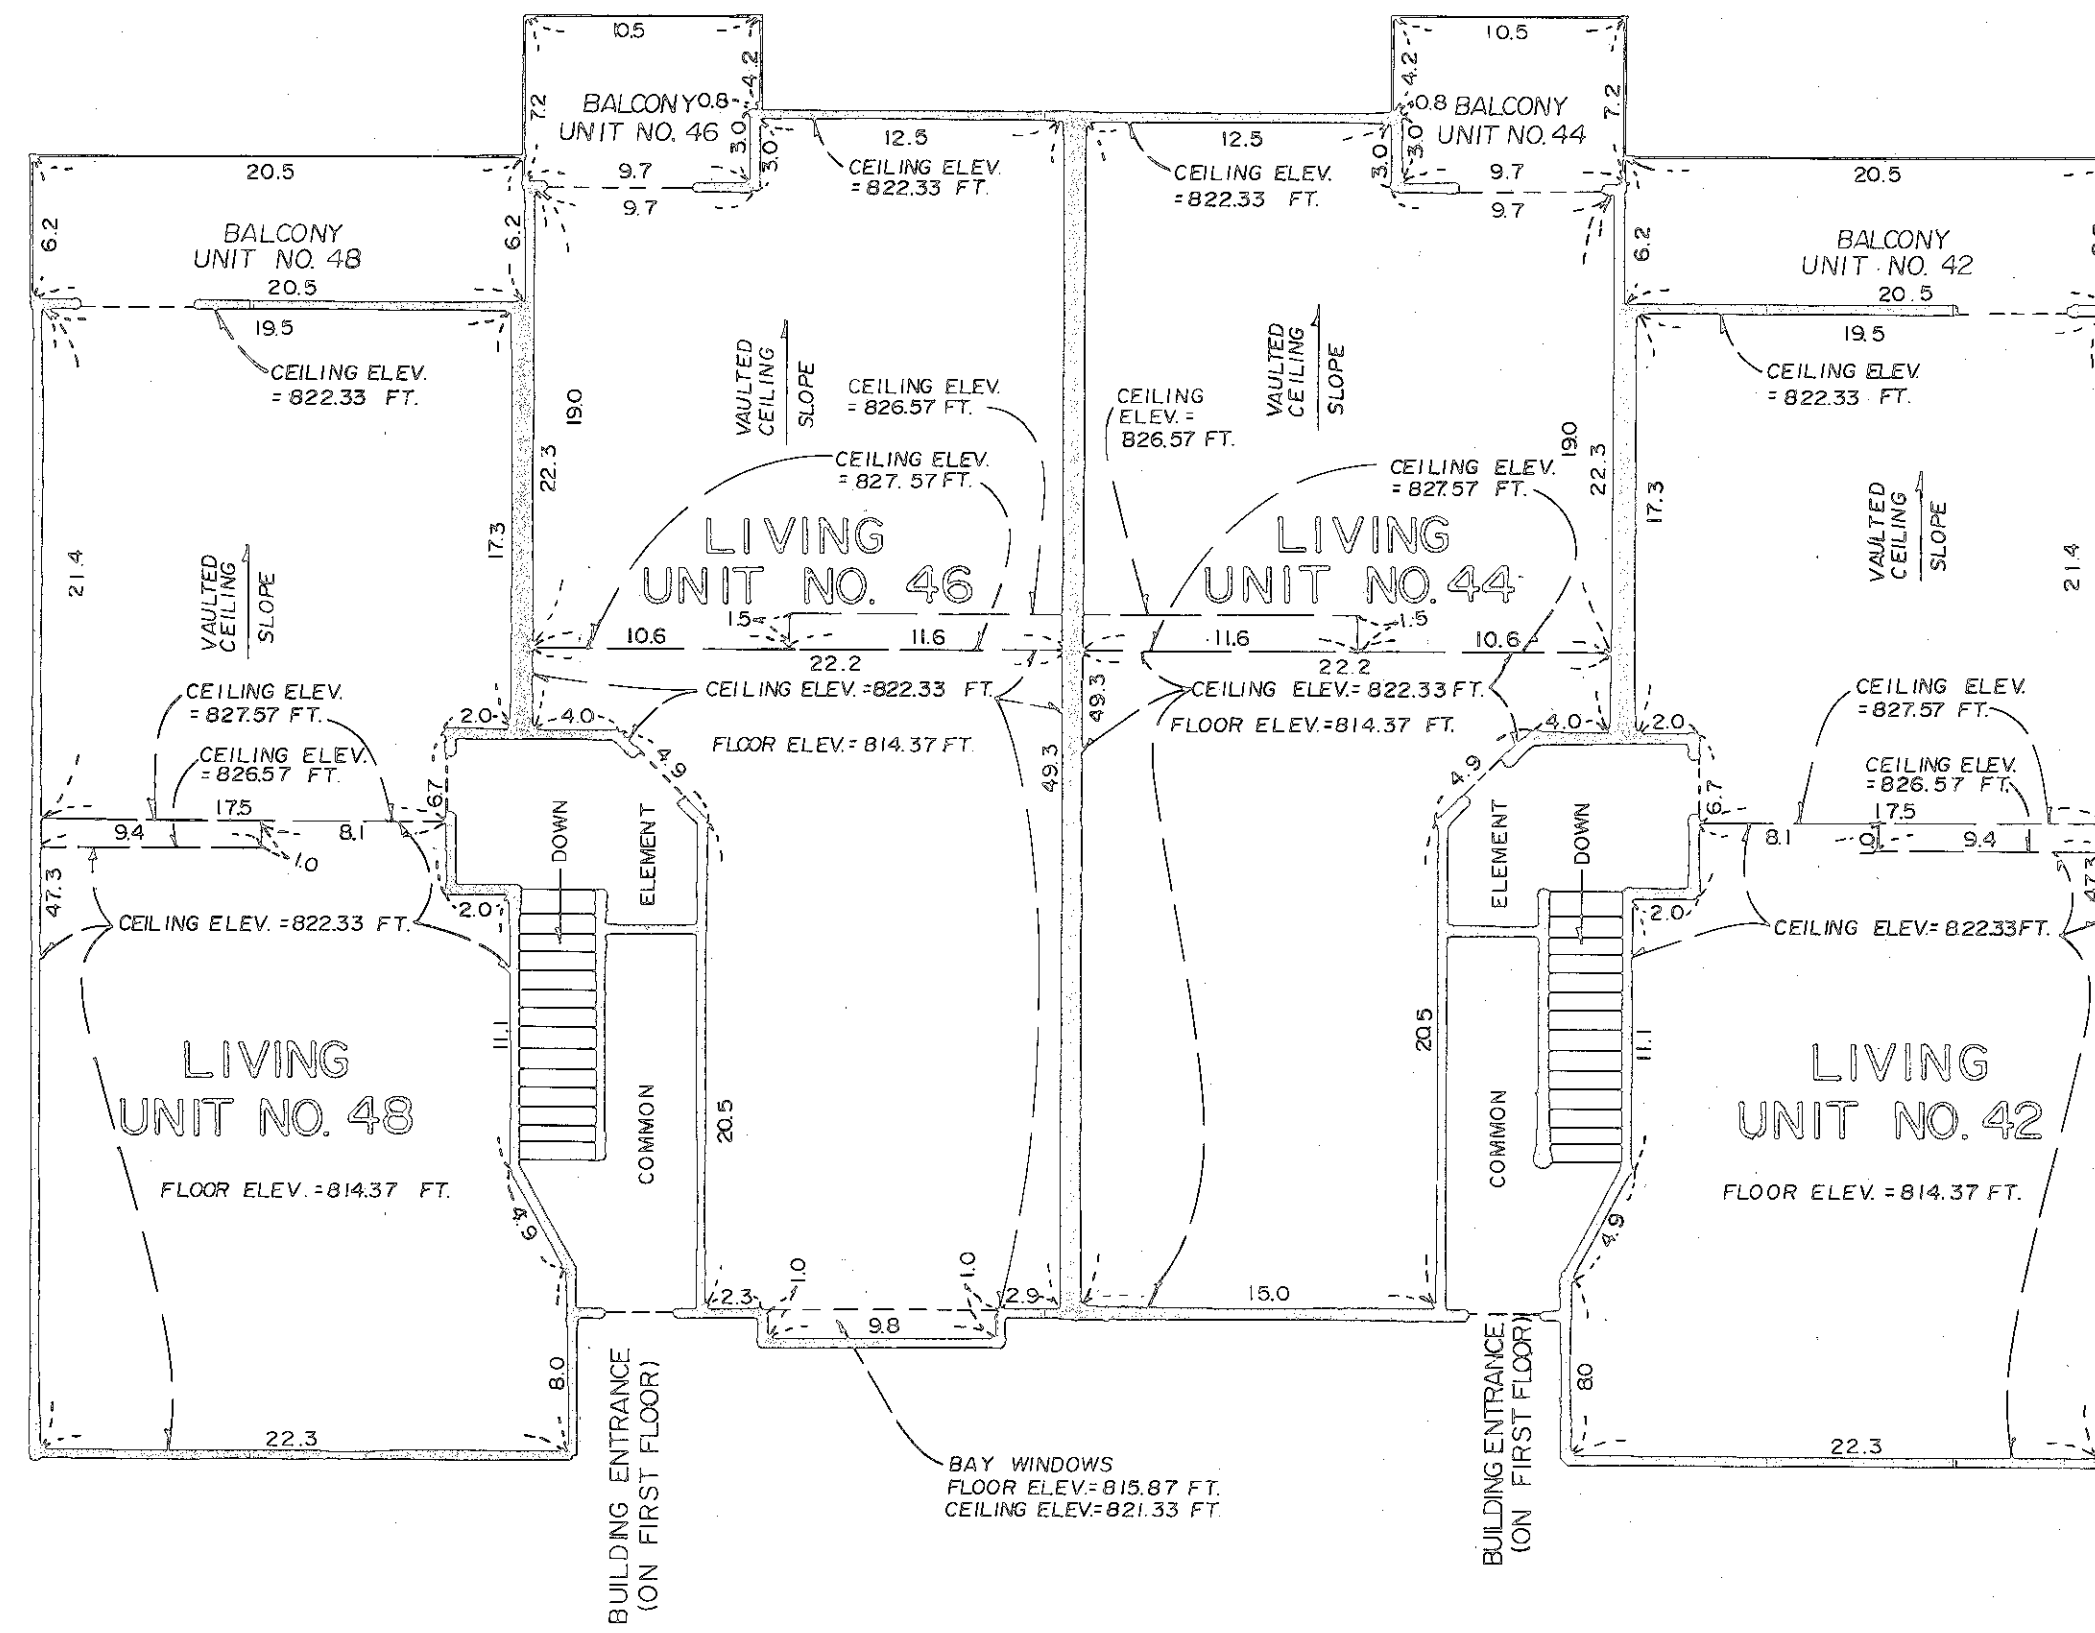 10.5
4.2
7.2
BALCONY
UNIT NO. 46
0.8
3.0
3.0
9.7
9.7
12.5
CEILING ELEV.
=822.33 FT.
10.5
4.2
7.2
0.8
BALCONY
UNIT NO. 44
3.0
3.0
9.7
9.7
12.5
CEILING ELEV.
=822.33 FT.
20.5
6.2
6.2
BALCONY
UNIT NO. 48
20.5
19.5
CEILING ELEV.
=822.33 FT.
20.5
6.2
BALCONY
UNIT NO. 42
20.5
19.5
CEILING ELEV.
=822.33 FT.
19.0
22.3
17.3
21.4
VAULTED
CEILING
SLOPE
VAULTED
CEILING
SLOPE
CEILING ELEV.
=826.57 FT.
CEILING ELEV.
=827.57 FT.
CEILING
ELEV. =
826.57 FT.
VAULTED
CEILING
SLOPE
CEILING ELEV.
=827.57 FT.
19.0
22.3
17.3
VAULTED
CEILING
SLOPE
21.4
LIVING
UNIT NO. 46
LIVING
UNIT NO. 44
1.5
10.6
11.6
22.2
11.6
1.5
10.6
22.2
CEILING ELEV.=822.33 FT.
FLOOR ELEV.=814.37 FT.
CEILING ELEV.=822.33 FT.
FLOOR ELEV.=814.37 FT.
49.3
49.3
CEILING ELEV.
=827.57 FT.
CEILING ELEV.
=826.57 FT.
17.5
9.4
8.1
1.0
2.0
4.0
4.9
6.7
2.0
47.3
CEILING ELEV.=822.33 FT.
4.0
2.0
4.9
6.7
CEILING ELEV.
=827.57 FT.
CEILING ELEV.
=826.57 FT.
17.5
8.1
9.4
2.0
47.3
CEILING ELEV.=822.33FT.
DOWN
ELEMENT
COMMON
ELEMENT
DOWN
COMMON
11.1
20.5
20.5
11.1
LIVING
UNIT NO. 48
FLOOR ELEV.=814.37 FT.
LIVING
UNIT NO. 42
FLOOR ELEV.=814.37 FT.
4.9
8.0
22.3
2.3
1.0
9.8
1.0
2.9
15.0
8.0
22.3
BUILDING ENTRANCE
(ON FIRST FLOOR)
BAY WINDOWS
FLOOR ELEV.=815.87 FT.
CEILING ELEV.=821.33 FT.
BUILDING ENTRANCE
(ON FIRST FLOOR)